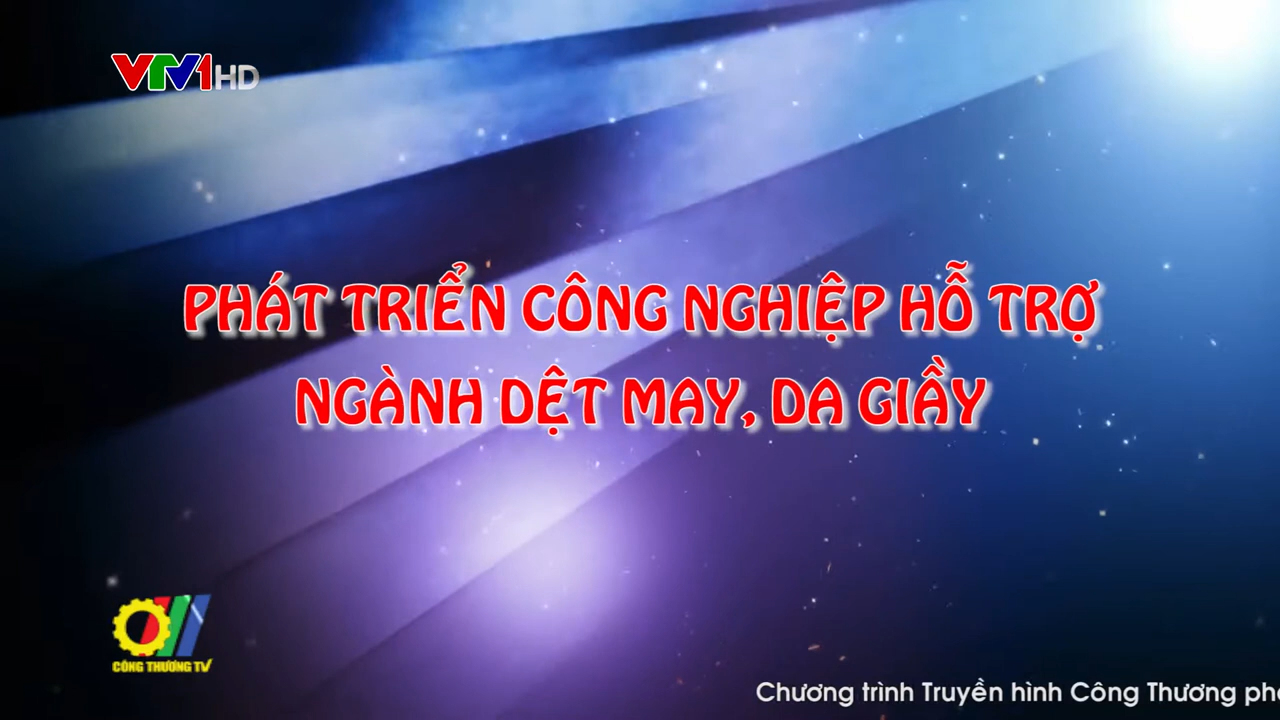 VTV1HD
PHÁT TRIỂN CÔNG NGHIỆP HỖ TRỢ
NGÀNH DỆT MAY, DA GIẦY
CÔNG THƯƠNG TV
Chương trình Truyền hình Công Thương